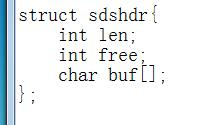 struct sdshdr{
    int len;
    int free;
    char buf[];
};